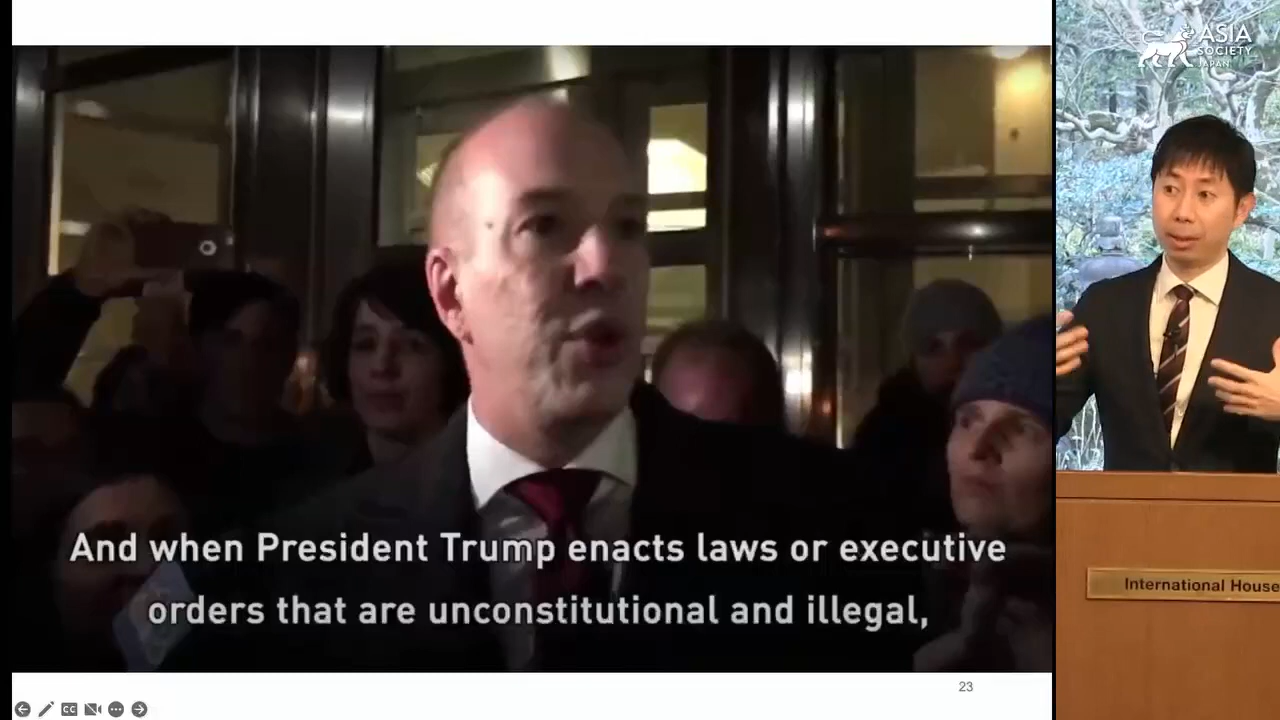 And when President Trump enacts laws or executive
orders that are unconstitutional and illegal,
23
CC
ASIA
SOCIETY
JAPAN
International House